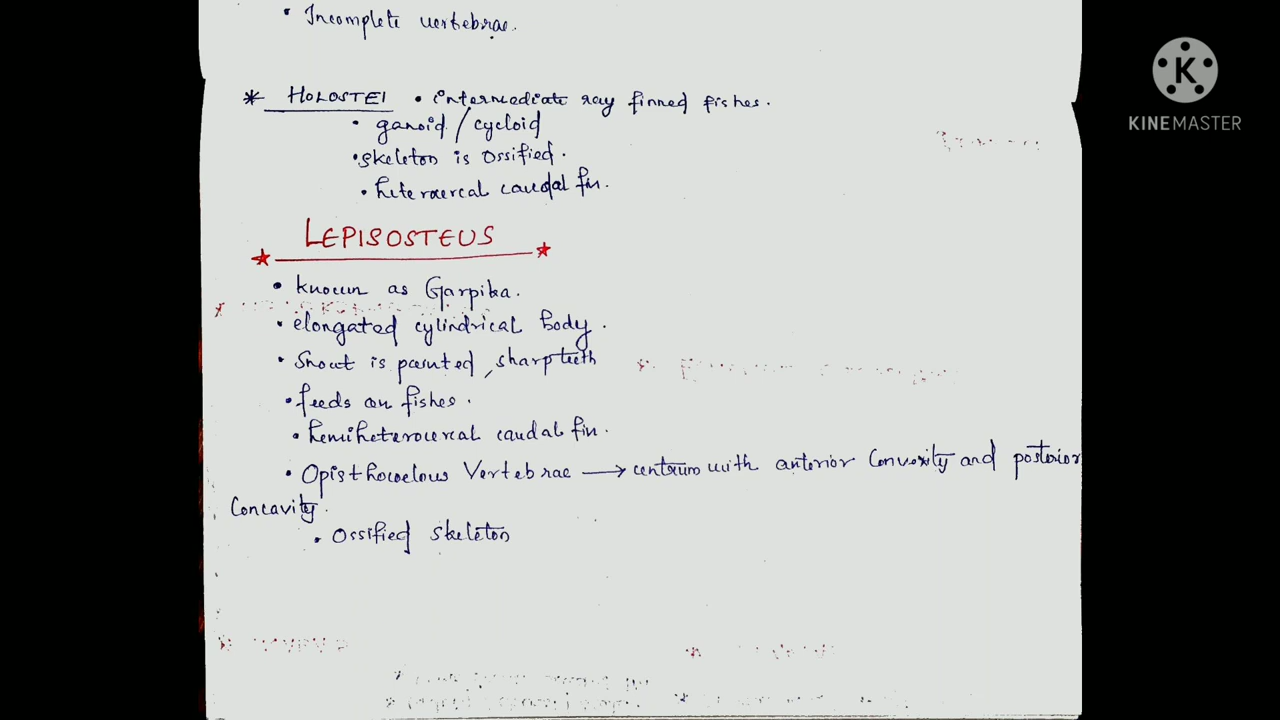 • Incomplete vertebrae.
* HOLOSTEI • intermediate ray finned fishes.
• ganoid / cycloid
• skeleton is ossified.
• heterocercal caudal fin.
LEPISOSTEUS
• known as Garpika.
• elongated cylindrical body.
• Snout is pointed, sharp teeth
• feeds on fishes.
• hemiheterocercal caudal fin.
• Opisthocoelous Vertebrae → centrum with anterior Convexity and posterior
Concavity.
• Ossified skeleton
KINEMASTER